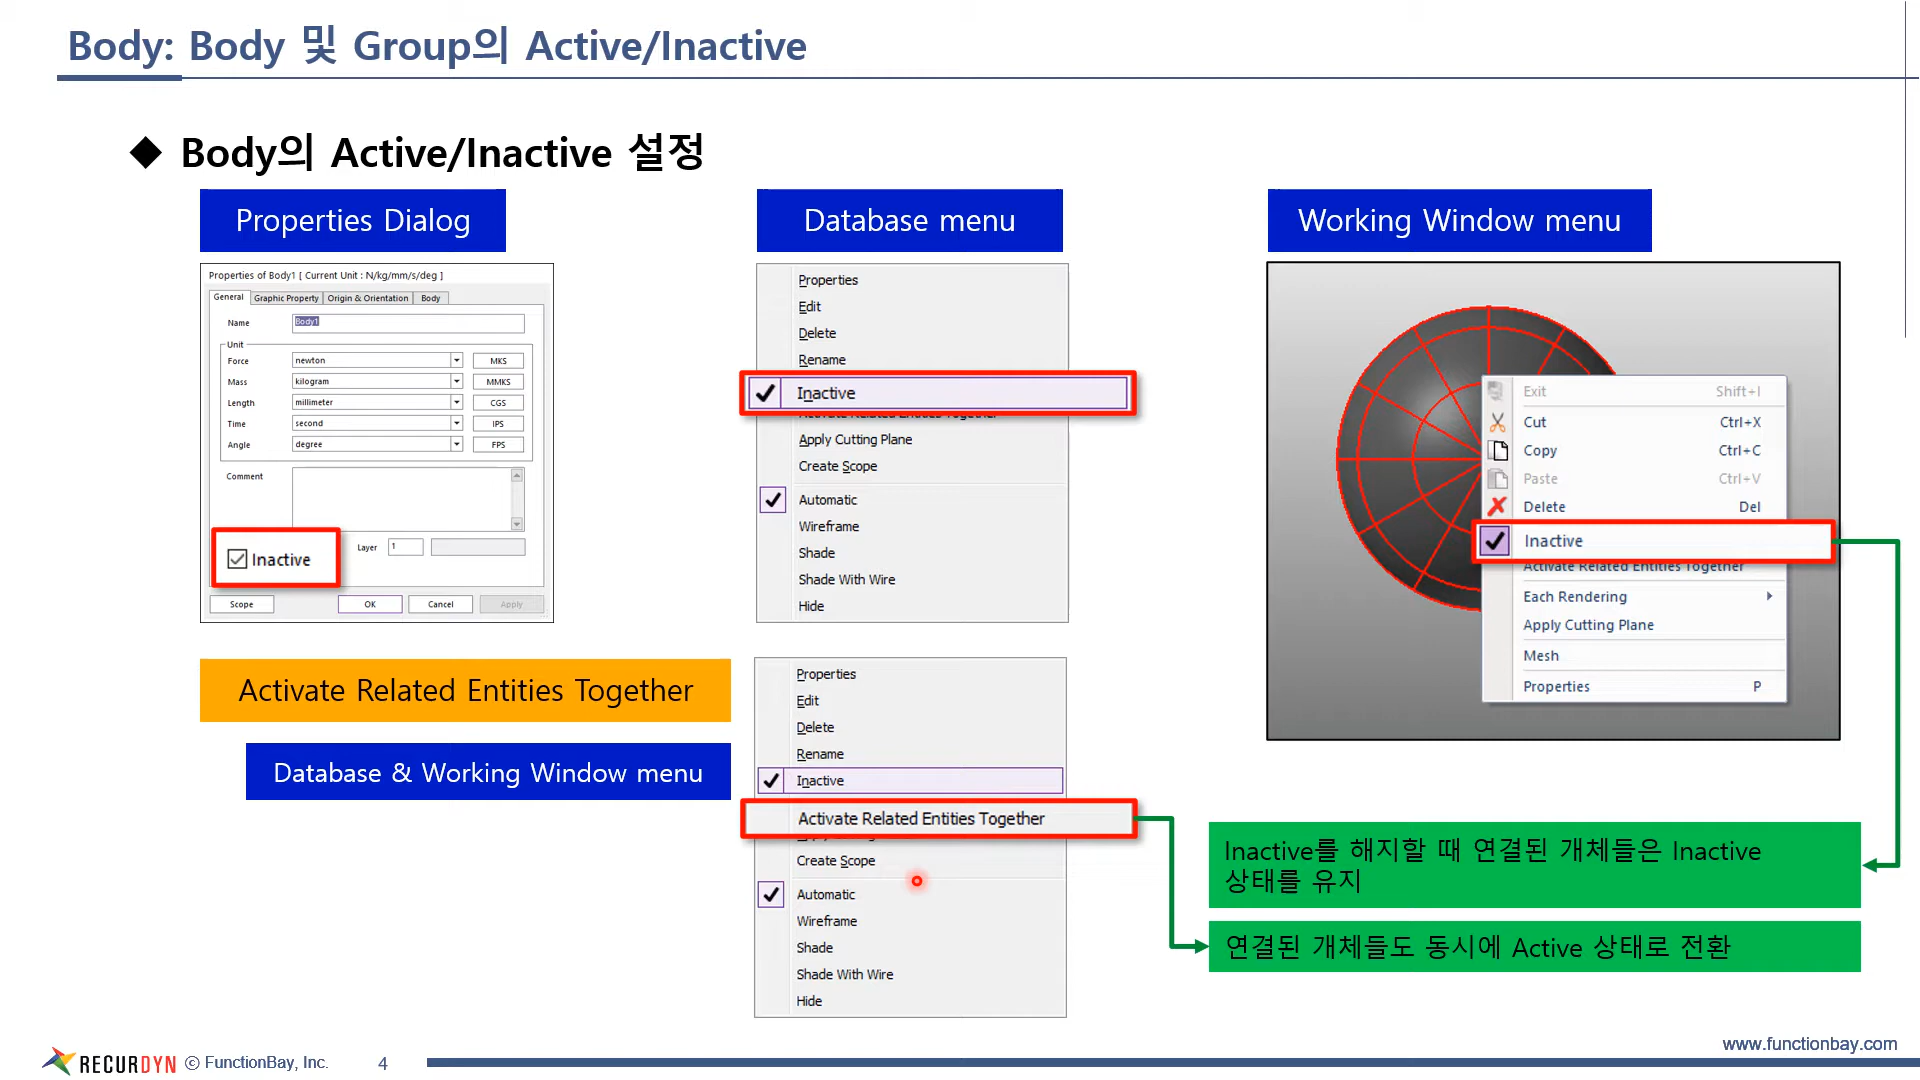 Body: Body 및 Group의 Active/Inactive
◆ Body의 Active/Inactive 설정
Properties Dialog
Properties of Body1 [ Current Unit : N/kg/mm/s/deg ]
General Graphic Property Origin & Orientation Body
Name Body1
Unit
Force newton MKS
Mass kilogram MMKS
Length millimeter CGS
Time second IPS
Angle degree FPS
Comment
Inactive Layer 1
Scope OK Cancel Apply
Database menu
Properties
Edit
Delete
Rename
Inactive
Activate Related Entities Together
Apply Cutting Plane
Create Scope
Automatic
Wireframe
Shade
Shade With Wire
Hide
Working Window menu
Exit Shift+I
Cut Ctrl+X
Copy Ctrl+C
Paste Ctrl+V
Delete Del
Inactive
Activate Related Entities Together
Each Rendering
Apply Cutting Plane
Mesh
Properties P
Activate Related Entities Together
Database & Working Window menu
Properties
Edit
Delete
Rename
Inactive
Activate Related Entities Together
Create Scope
Automatic
Wireframe
Shade
Shade With Wire
Hide
Inactive를 해지할 때 연결된 개체들은 Inactive
상태를 유지
연결된 개체들도 동시에 Active 상태로 전환
www.functionbay.com
RECURDYN © FunctionBay, Inc. 4